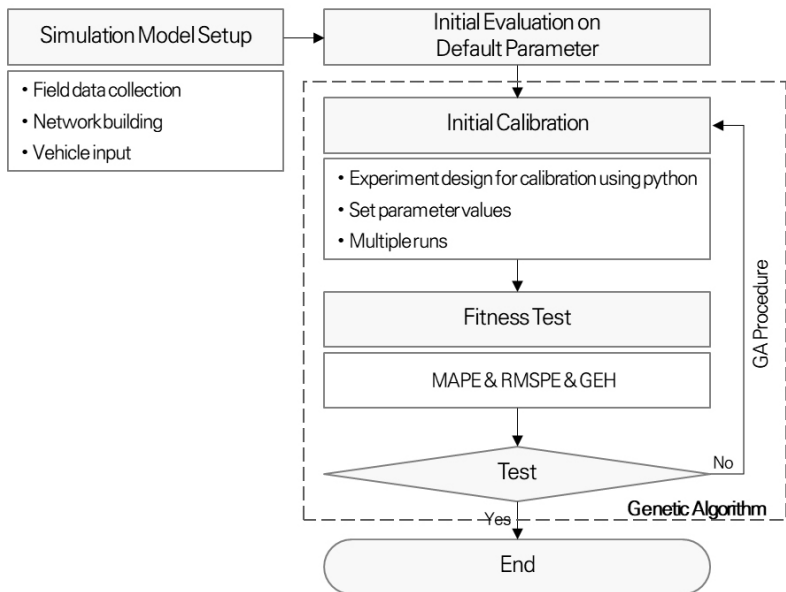 Simulation Model Setup
• Field data collection
• Network building
• Vehicle input
Initial Evaluation on
Default Parameter
Initial Calibration
• Experiment design for calibration using python
• Set parameter values
• Multiple runs
Fitness Test
MAPE & RMSPE & GEH
Test
No
GA Procedure
Genetic Algorithm
Yes
End